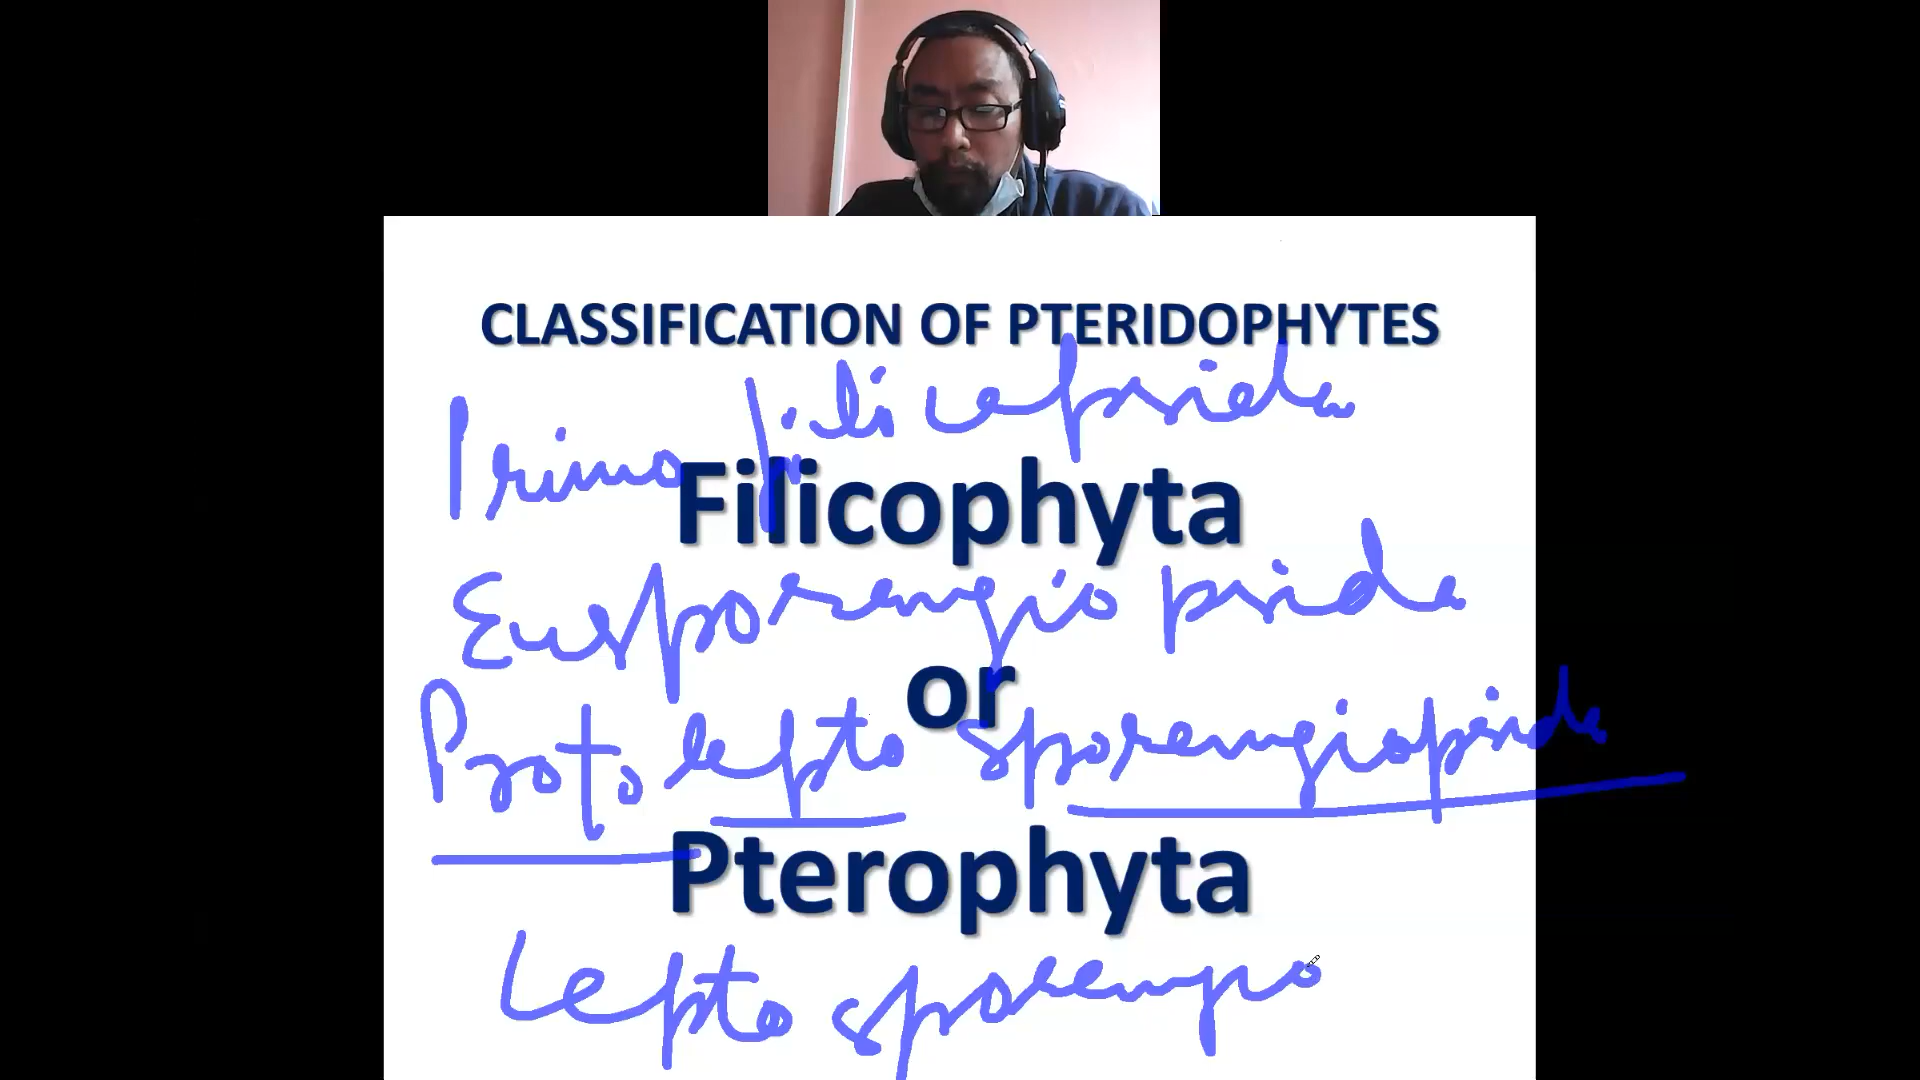 CLASSIFICATION OF PTERIDOPHYTES
Primofilicopsida
Filicophyta
Eusporangiopsida
or
Protoleptosporangiopsida
Pterophyta
Leptosporangio